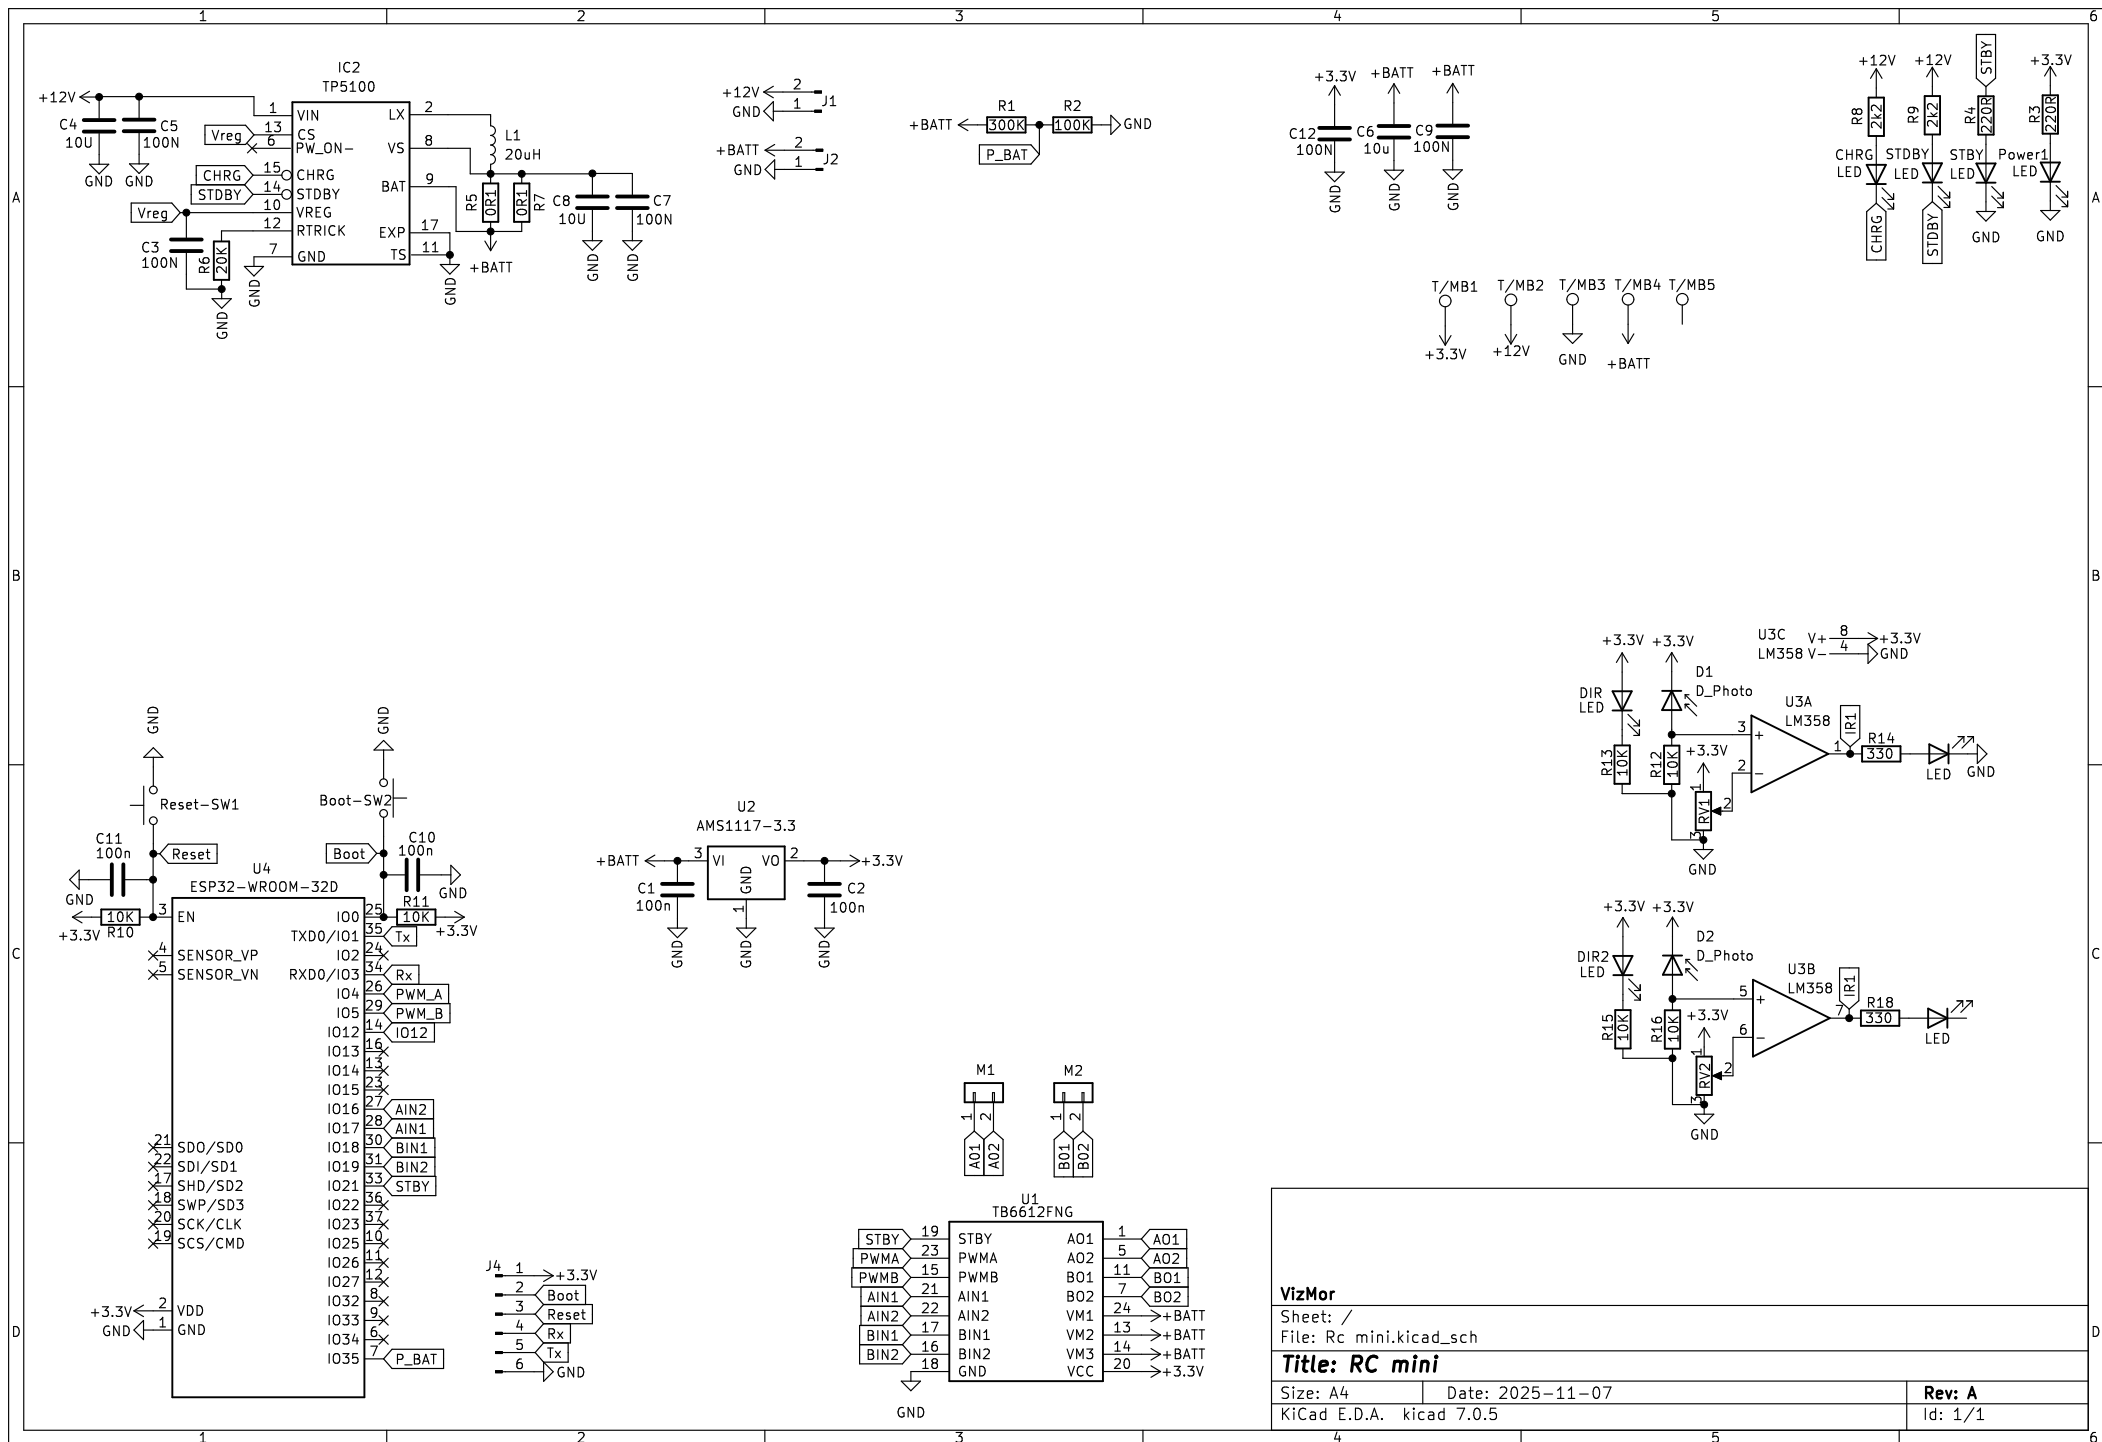 1 2 3 4 5 6
A
B
C
D
IC2
TP5100
+12V
C4
10U
C5
100N
GND
GND
Vreg
CHRG
STDBY
Vreg
C3
100N
R6
20K
GND
GND
1 VIN
13 CS
6 PW_ON-
15 CHRG
14 STDBY
10 VREG
12 RTRICK
7 GND
LX 2
VS 8
BAT 9
EXP 17
TS 11
L1
20uH
R5
0R1
0R1
R7
+BATT
GND
C8
10U
C7
100N
GND
GND
+12V 2
GND 1
J1
+BATT 2
GND 1
J2
+BATT
R1
300K
R2
100K
GND
P_BAT
+3.3V +BATT +BATT
C12
100N
C6
10u
C9
100N
GND
GND
GND
+12V
R8
2k2
CHRG
LED
CHRG
+12V
R9
2k2
STDBY
LED
STDBY
STBY
R4
220R
STBY
LED
GND
+3.3V
R3
220R
Power1
LED
GND
T/MB1 T/MB2 T/MB3 T/MB4 T/MB5
+3.3V
+12V
GND
+BATT
+3.3V +3.3V
DIR
LED
D1
D_Photo
R13
10K
R12
10K
+3.3V
RV1
1
2
3
GND
U3C
LM358
V+ 8 +3.3V
V- 4 GND
U3A
LM358
3 +
2 -
1
IR1
R14
330
LED
GND
+3.3V +3.3V
DIR2
LED
D2
D_Photo
R15
10K
R16
10K
+3.3V
RV2
1
2
3
GND
U3B
LM358
5 +
6 -
7
IR1
R18
330
LED
GND
GND
Reset-SW1
Boot-SW2
C11
100n
Reset
Boot
C10
100n
GND
GND
U4
ESP32-WROOM-32D
+3.3V
10K
R10
R11
10K
+3.3V
3 EN
4 SENSOR_VP
5 SENSOR_VN
21 SDO/SD0
22 SDI/SD1
17 SHD/SD2
18 SWP/SD3
20 SCK/CLK
19 SCS/CMD
+3.3V 2 VDD
GND 1 GND
IO0 25
TXD0/IO1 35 Tx
IO2 24
RXD0/IO3 34 Rx
IO4 26 PWM_A
IO5 29 PWM_B
IO12 14 IO12
IO13 16
IO14 13
IO15 23
IO16 27 AIN2
IO17 28 AIN1
IO18 30 BIN1
IO19 31 BIN2
IO21 33 STBY
IO22 36
IO23 37
IO25 10
IO26 11
IO27 12
IO32 8
IO33 9
IO34 6
IO35 7 P_BAT
U2
AMS1117-3.3
+BATT
3 VI
VO 2
+3.3V
GND
1
C1
100n
C2
100n
GND
GND
GND
J4
1 +3.3V
2 Boot
3 Reset
4 Rx
5 Tx
6 GND
M1
1
2
AO1
AO2
M2
1
2
BO1
BO2
U1
TB6612FNG
STBY 19 STBY
PWMA 23 PWMA
PWMB 15 PWMB
AIN1 21 AIN1
AIN2 22 AIN2
BIN1 17 BIN1
BIN2 16 BIN2
18 GND
GND
AO1 1 AO1
AO2 5 AO2
BO1 11 BO1
BO2 7 BO2
VM1 24 +BATT
VM2 13 +BATT
VM3 14 +BATT
VCC 20 +3.3V
VizMor
Sheet: /
File: Rc mini.kicad_sch
Title: RC mini
Size: A4 Date: 2025-11-07 Rev: A
KiCad E.D.A. kicad 7.0.5 Id: 1/1
A
B
C
D
1 2 3 4 5 6